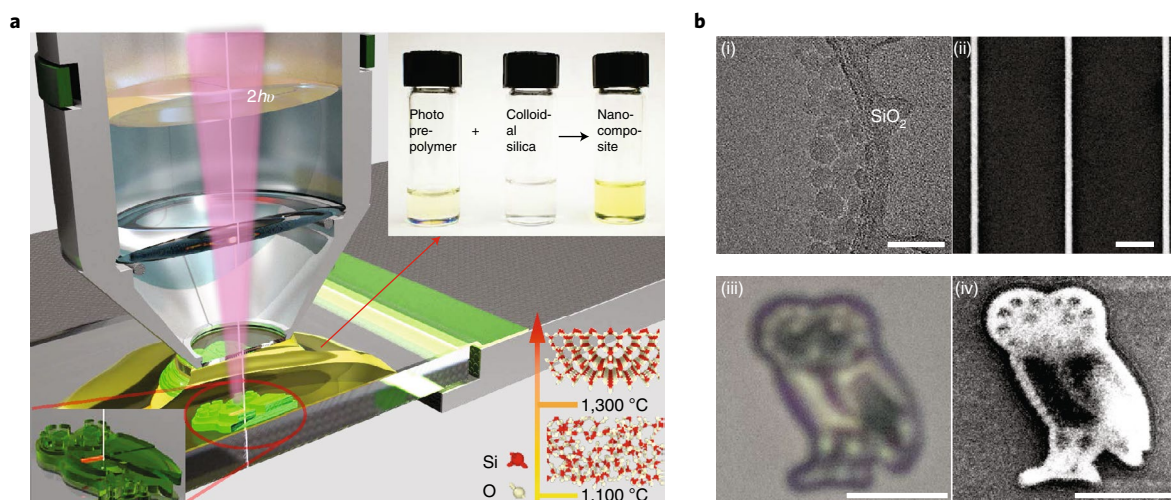 a
2hυ
Photo
pre-
polymer
+
Colloid-
al
silica
Nano-
compo-
site
1,300 °C
Si
O
1,100 °C
b
(i)
SiO₂
(ii)
(iii)
(iv)